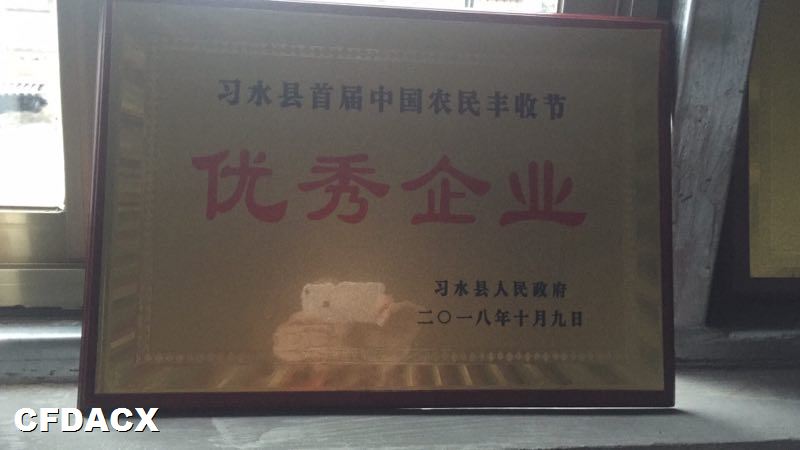 习水县首届中国农民丰收节
优秀企业
习水县人民政府
二〇一八年十月九日
CFDACX